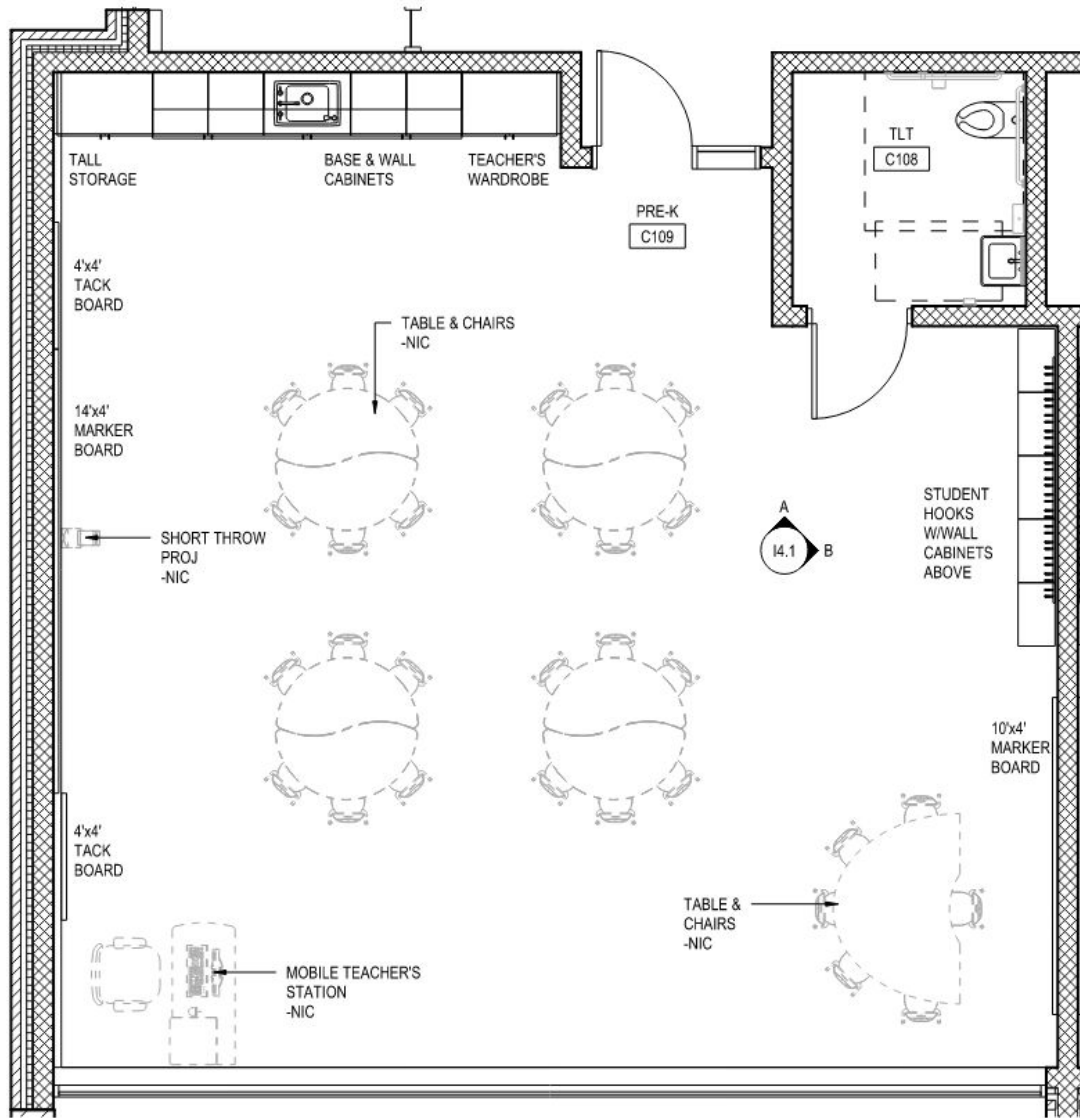 TALL
STORAGE
BASE & WALL
CABINETS
TEACHER'S
WARDROBE
TLT
C108
PRE-K
C109
4'x4'
TACK
BOARD
TABLE & CHAIRS
-NIC
14'x4'
MARKER
BOARD
STUDENT
HOOKS
W/WALL
CABINETS
ABOVE
A
I4.1
B
SHORT THROW
PROJ
-NIC
10'x4'
MARKER
BOARD
4'x4'
TACK
BOARD
TABLE &
CHAIRS
-NIC
MOBILE TEACHER'S
STATION
-NIC